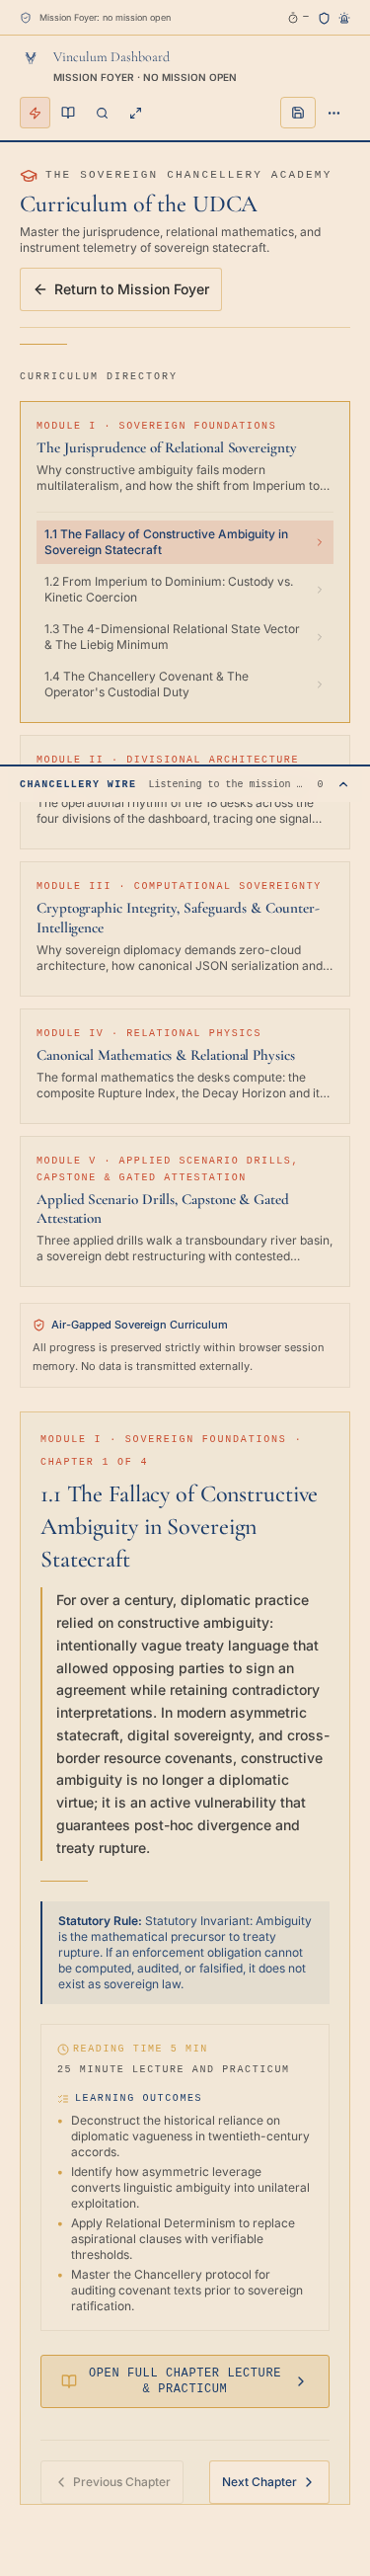 Mission Foyer: no mission open
–
Vinculum Dashboard
MISSION FOYER · NO MISSION OPEN
THE SOVEREIGN CHANCELLERY ACADEMY
Curriculum of the UDCA
Master the jurisprudence, relational mathematics, and
instrument telemetry of sovereign statecraft.
Return to Mission Foyer
CURRICULUM DIRECTORY
MODULE I · SOVEREIGN FOUNDATIONS
The Jurisprudence of Relational Sovereignty
Why constructive ambiguity fails modern
multilateralism, and how the shift from Imperium to…
1.1 The Fallacy of Constructive Ambiguity in
Sovereign Statecraft
1.2 From Imperium to Dominium: Custody vs.
Kinetic Coercion
1.3 The 4-Dimensional Relational State Vector
& The Liebig Minimum
1.4 The Chancellery Covenant & The
Operator's Custodial Duty
MODULE II · DIVISIONAL ARCHITECTURE
CHANCELLERY WIRE Listening to the mission … 0
The operational rhythm of the 18 desks across the
four divisions of the dashboard, tracing one signal…
MODULE III · COMPUTATIONAL SOVEREIGNTY
Cryptographic Integrity, Safeguards & Counter-
Intelligence
Why sovereign diplomacy demands zero-cloud
architecture, how canonical JSON serialization and…
MODULE IV · RELATIONAL PHYSICS
Canonical Mathematics & Relational Physics
The formal mathematics the desks compute: the
composite Rupture Index, the Decay Horizon and it…
MODULE V · APPLIED SCENARIO DRILLS,
CAPSTONE & GATED ATTESTATION
Applied Scenario Drills, Capstone & Gated
Attestation
Three applied drills walk a transboundary river basin,
a sovereign debt restructuring with contested…
Air-Gapped Sovereign Curriculum
All progress is preserved strictly within browser session
memory. No data is transmitted externally.
MODULE I · SOVEREIGN FOUNDATIONS ·
CHAPTER 1 OF 4
1.1 The Fallacy of Constructive
Ambiguity in Sovereign
Statecraft
For over a century, diplomatic practice
relied on constructive ambiguity:
intentionally vague treaty language that
allowed opposing parties to sign an
agreement while retaining contradictory
interpretations. In modern asymmetric
statecraft, digital sovereignty, and cross-
border resource covenants, constructive
ambiguity is no longer a diplomatic
virtue; it is an active vulnerability that
guarantees post-hoc divergence and
treaty rupture.
Statutory Rule: Statutory Invariant: Ambiguity
is the mathematical precursor to treaty
rupture. If an enforcement obligation cannot
be computed, audited, or falsified, it does not
exist as sovereign law.
READING TIME 5 MIN
25 MINUTE LECTURE AND PRACTICUM
LEARNING OUTCOMES
• Deconstruct the historical reliance on
diplomatic vagueness in twentieth-century
accords.
• Identify how asymmetric leverage
converts linguistic ambiguity into unilateral
exploitation.
• Apply Relational Determinism to replace
aspirational clauses with verifiable
thresholds.
• Master the Chancellery protocol for
auditing covenant texts prior to sovereign
ratification.
OPEN FULL CHAPTER LECTURE
& PRACTICUM
Previous Chapter
Next Chapter